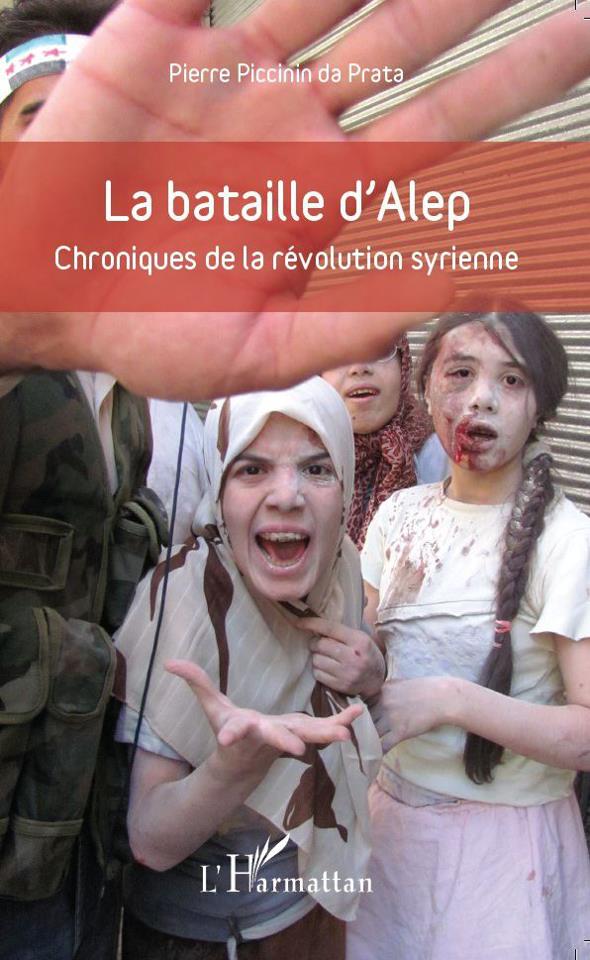 Pierre Piccinin da Prata
La bataille d'Alep
Chroniques de la révolution syrienne
L'Harmattan